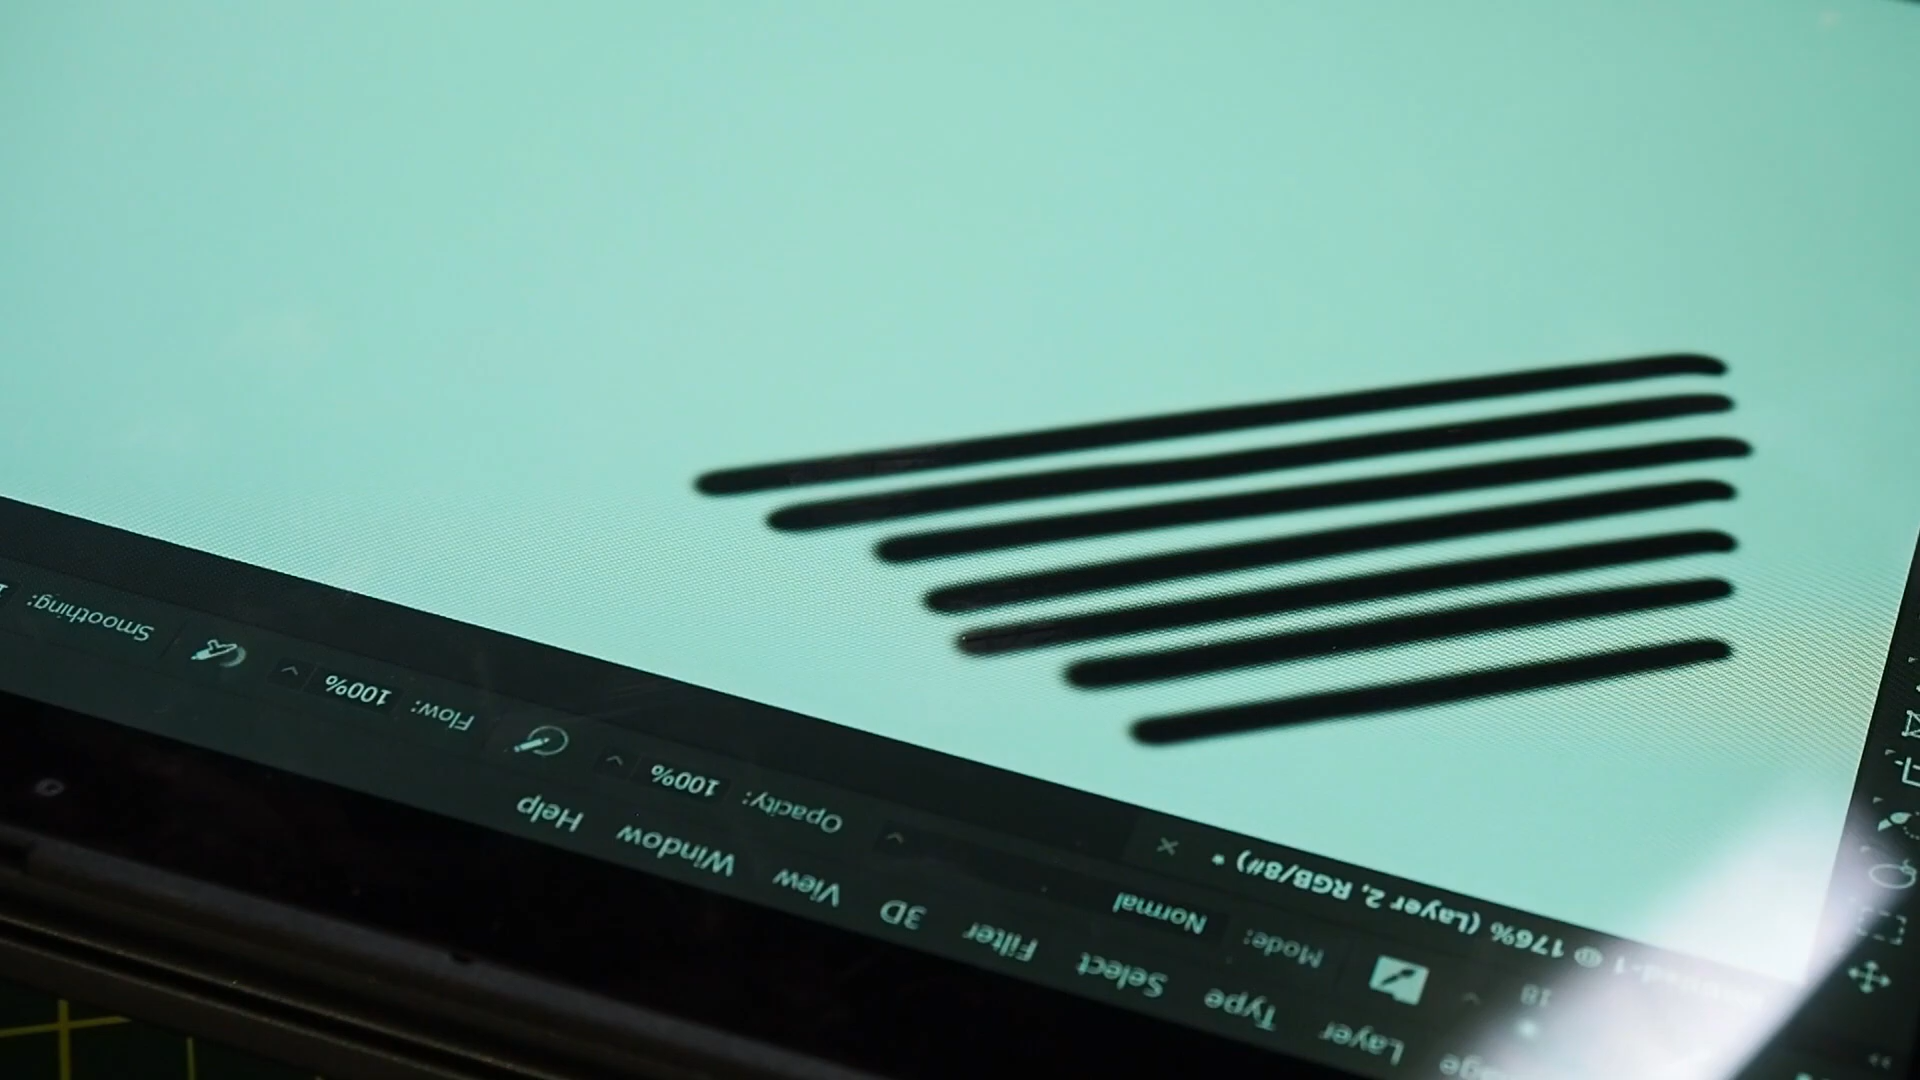 Layer Type Select Filter 3D View Window Help
18 Mode: Normal Opacity: 100% Flow: 100% Smoothing:
@ 176% (Layer 2, RGB/8#) *